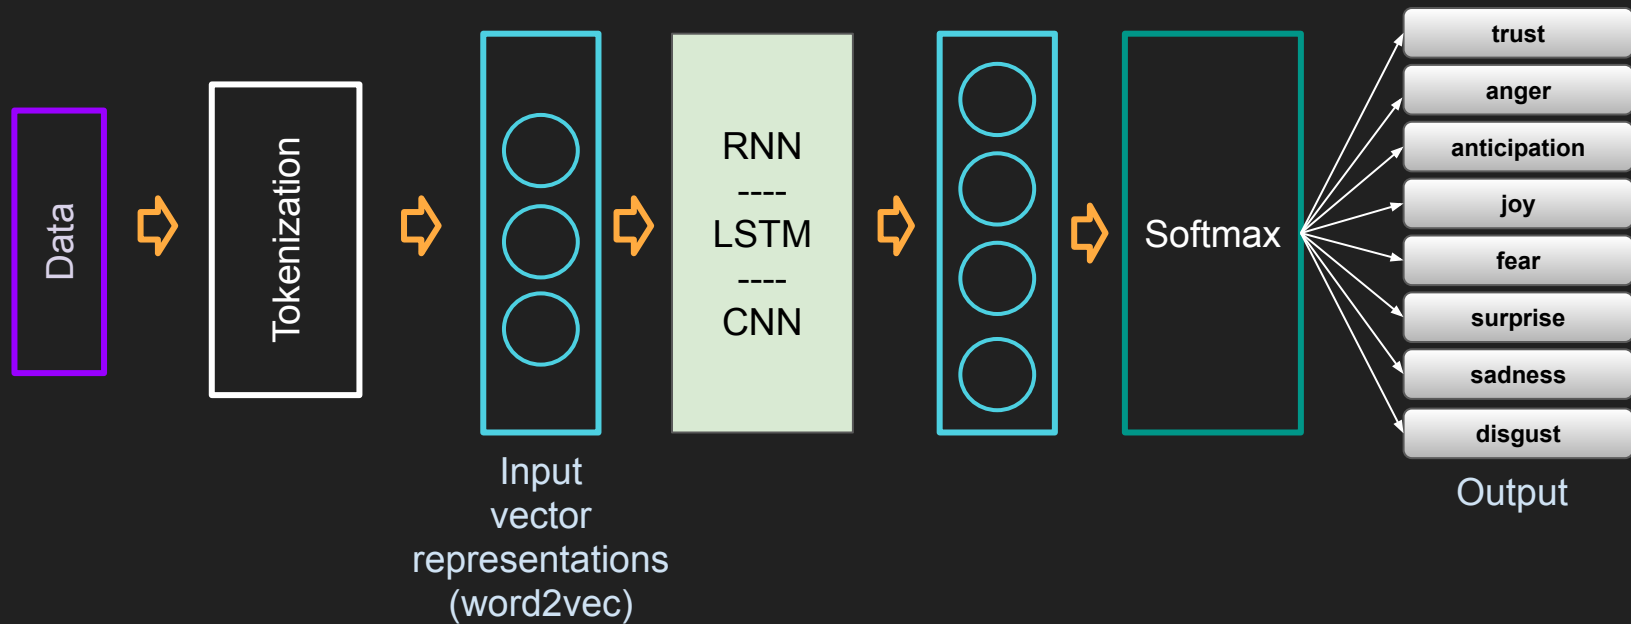 Data
Tokenization
Input
vector
representations
(word2vec)
RNN
----
LSTM
----
CNN
Softmax
trust
anger
anticipation
joy
fear
surprise
sadness
disgust
Output